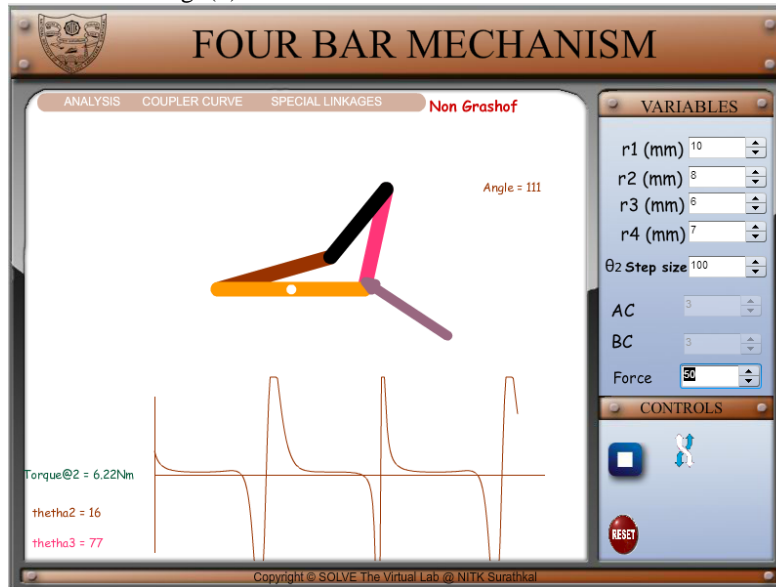 FOUR BAR MECHANISM
ANALYSIS COUPLER CURVE SPECIAL LINKAGES Non Grashof
Angle = 111
Torque@2 = 6.22Nm
thetha2 = 16
thetha3 = 77
VARIABLES
r1 (mm) 10
r2 (mm) 8
r3 (mm) 6
r4 (mm) 7
θ2 Step size 100
AC 3
BC 3
Force 50
CONTROLS
RESET
Copyright © SOLVE The Virtual Lab @ NITK Surathkal